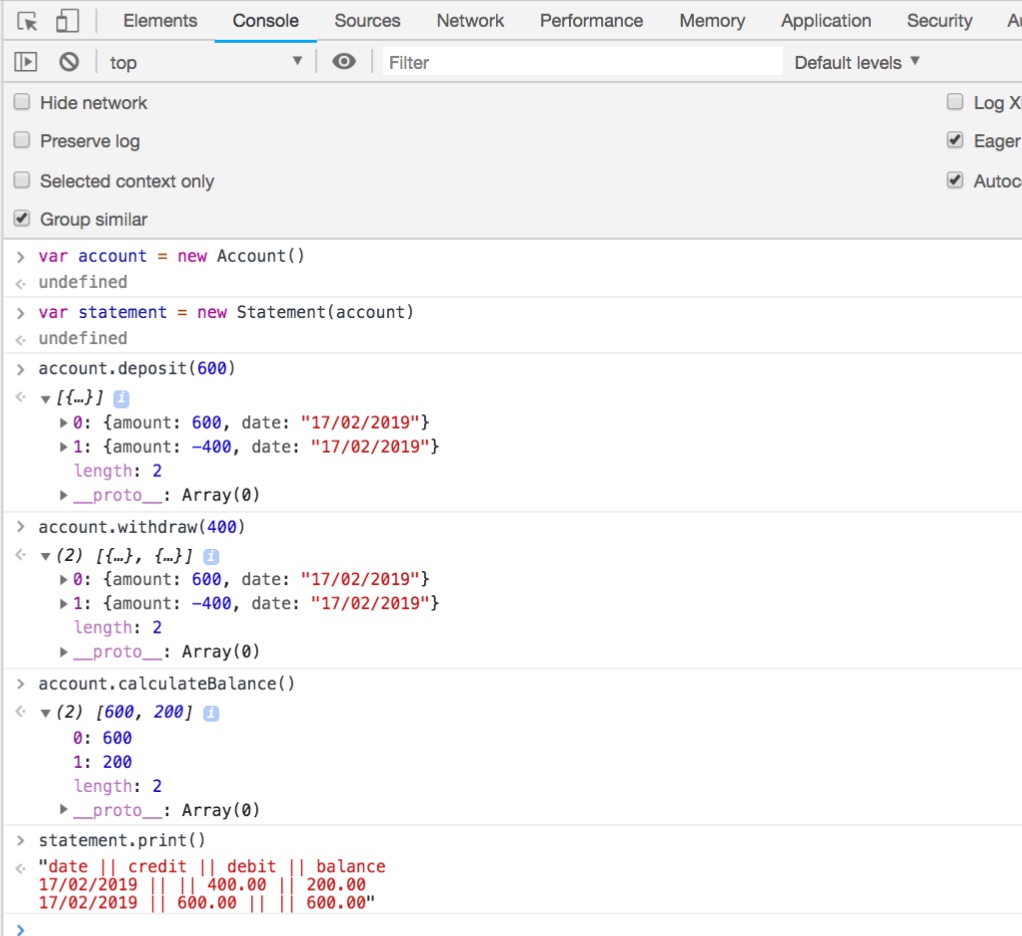 Elements Console Sources Network Performance Memory Application Security
top Filter Default levels
Hide network Log
Preserve log Eager
Selected context only
Group similar
> var account = new Account()
<· undefined
> var statement = new Statement(account)
<· undefined
> account.deposit(600)
<· ▼[{…}] i
▶0: {amount: 600, date: "17/02/2019"}
▶1: {amount: -400, date: "17/02/2019"}
length: 2
▶__proto__: Array(0)
> account.withdraw(400)
<· ▼(2) [{…}, {…}] i
▶0: {amount: 600, date: "17/02/2019"}
▶1: {amount: -400, date: "17/02/2019"}
length: 2
▶__proto__: Array(0)
> account.calculateBalance()
<· ▼(2) [600, 200] i
0: 600
1: 200
length: 2
▶__proto__: Array(0)
> statement.print()
<· "date || credit || debit || balance
17/02/2019 || || 400.00 || 200.00
17/02/2019 || 600.00 || || 600.00"
>